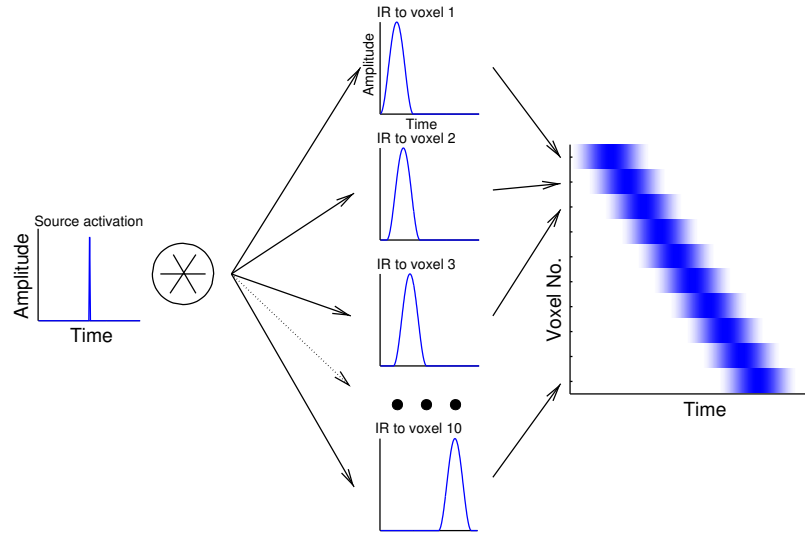 IR to voxel 1
Amplitude
Time
IR to voxel 2
Source activation
Amplitude
Time
IR to voxel 3
IR to voxel 10
Voxel No.
Time